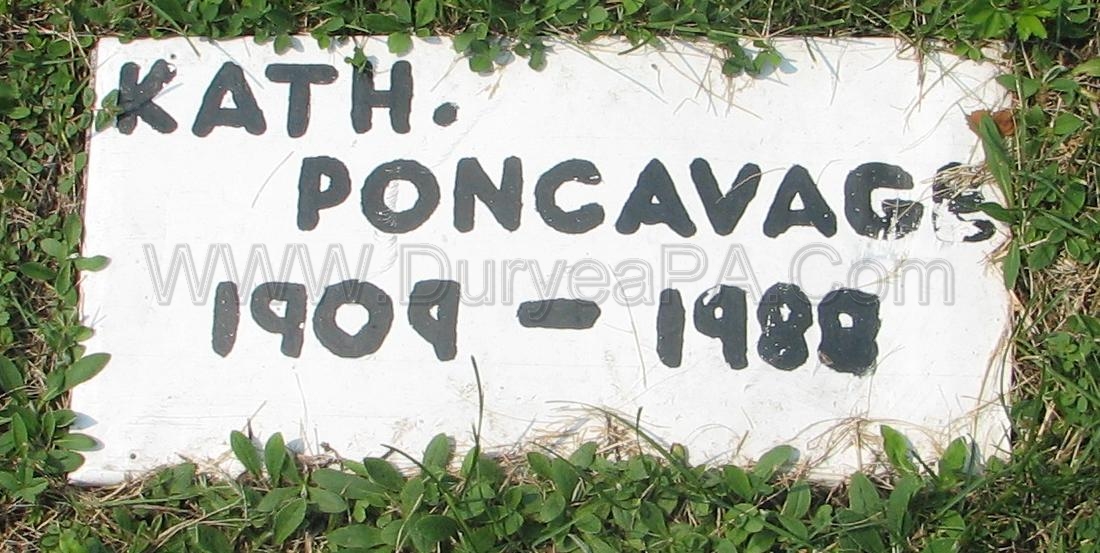 KATH.
PONCAVAGE
WWW.DuryeaPA.Com
1909 - 1988